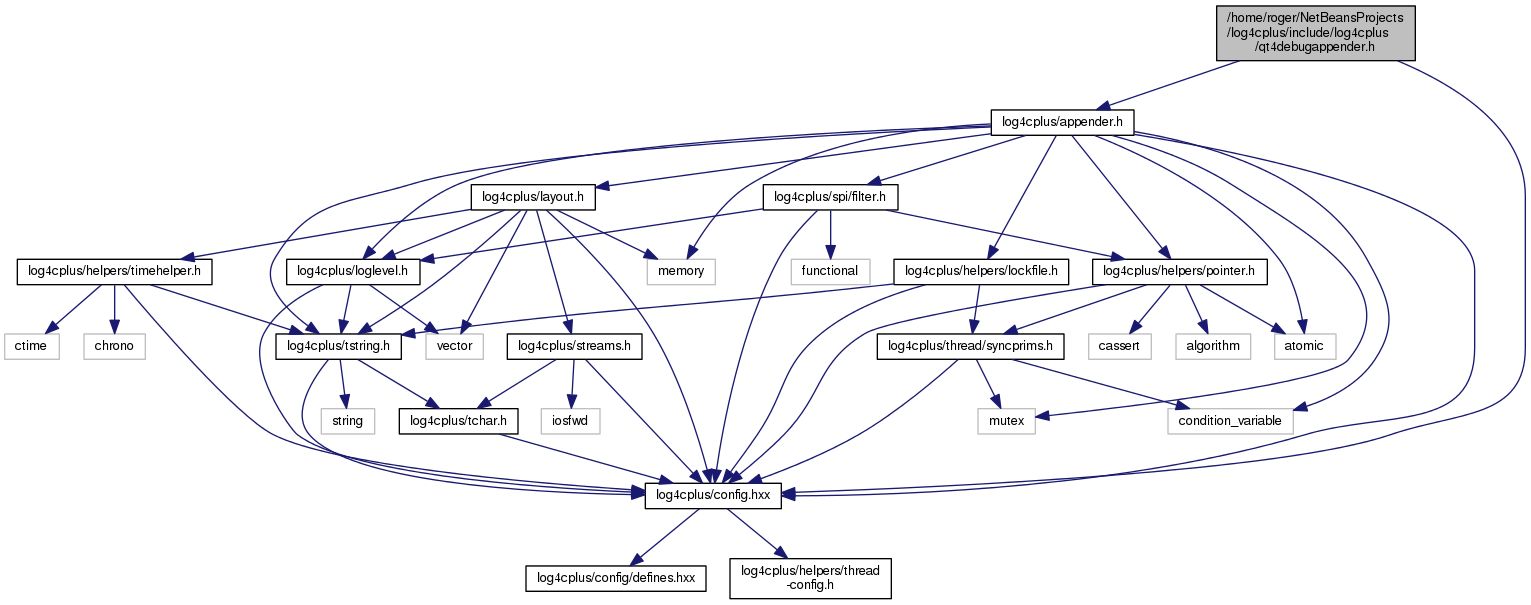 /home/roger/NetBeansProjects
/log4cplus/include/log4cplus
/qt4debugappender.h
log4cplus/appender.h
log4cplus/layout.h
log4cplus/spi/filter.h
log4cplus/helpers/timehelper.h
log4cplus/loglevel.h
memory
functional
log4cplus/helpers/lockfile.h
log4cplus/helpers/pointer.h
ctime
chrono
log4cplus/tstring.h
vector
log4cplus/streams.h
log4cplus/thread/syncprims.h
cassert
algorithm
atomic
string
log4cplus/tchar.h
iosfwd
mutex
condition_variable
log4cplus/config.hxx
log4cplus/config/defines.hxx
log4cplus/helpers/thread
-config.h